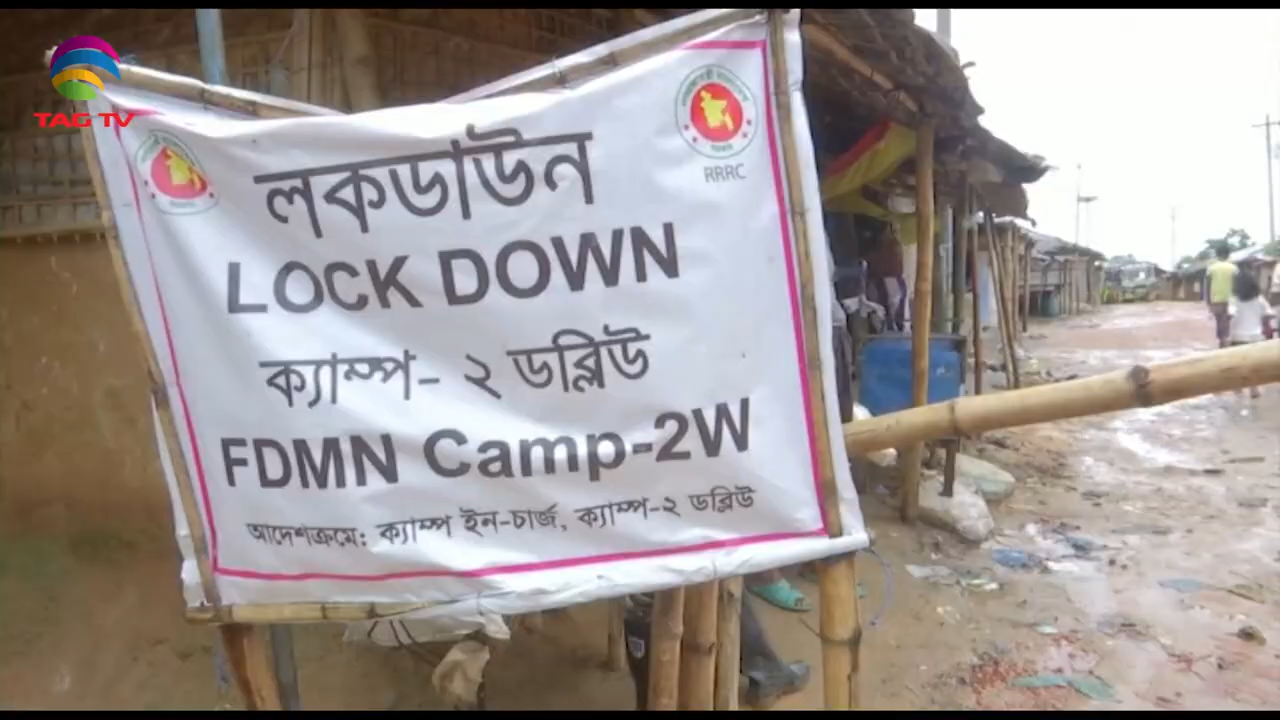 TAG TV
RRRC
লকডাউন
LOCK DOWN
ক্যাম্প- ২ ডব্লিউ
FDMN Camp-2W
আদেশক্রমে: ক্যাম্প ইন-চার্জ, ক্যাম্প-২ ডব্লিউ